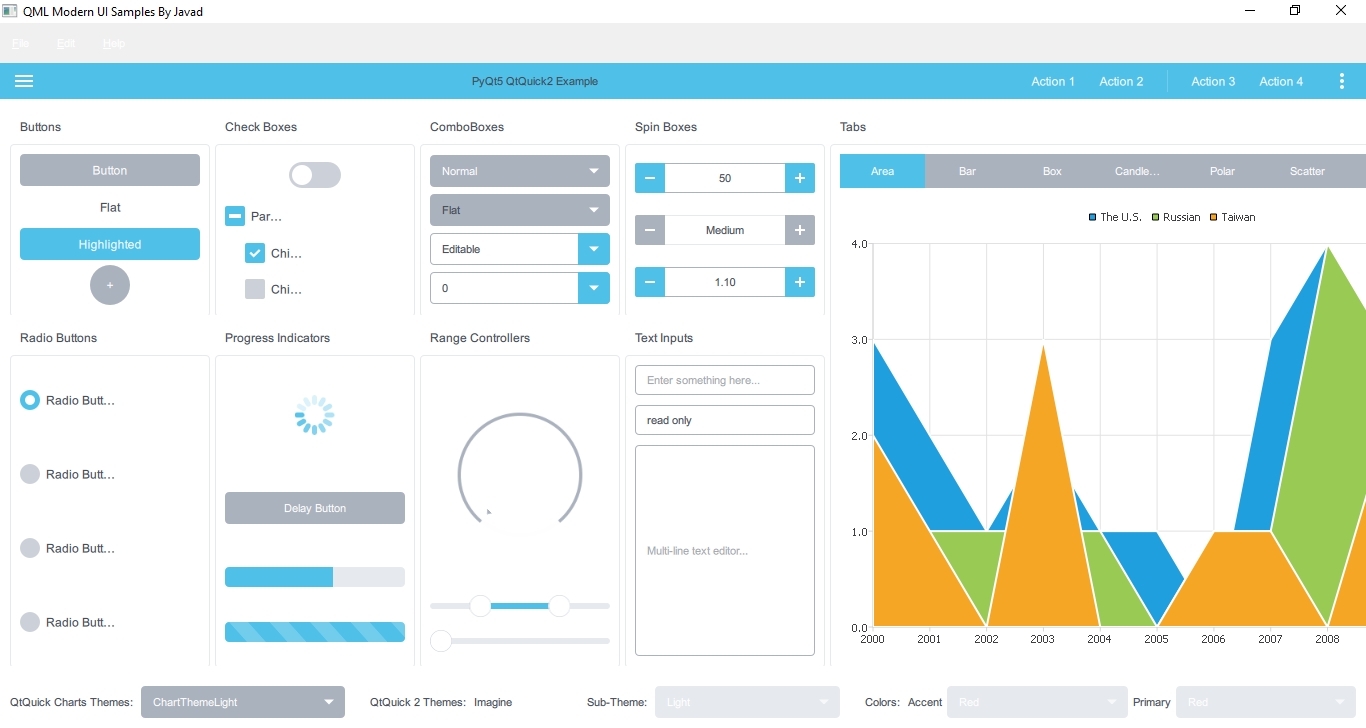 QML Modern UI Samples By Javad
File Edit Help
PyQt5 QtQuick2 Example
Action 1 Action 2 Action 3 Action 4
Buttons
Button
Flat
Highlighted
+
Check Boxes
Par...
Chi...
Chi...
ComboBoxes
Normal
Flat
Editable
0
Spin Boxes
− 50 +
− Medium +
− 1.10 +
Radio Buttons
Radio Butt...
Radio Butt...
Radio Butt...
Radio Butt...
Progress Indicators
Delay Button
Range Controllers
Text Inputs
Enter something here...
read only
Multi-line text editor...
Tabs
Area Bar Box Candle... Polar Scatter
The U.S. Russian Taiwan
4.0
3.0
2.0
1.0
0.0
2000 2001 2002 2003 2004 2005 2006 2007 2008
QtQuick Charts Themes: ChartThemeLight QtQuick 2 Themes: Imagine Sub-Theme: Light Colors: Accent Red Primary Red